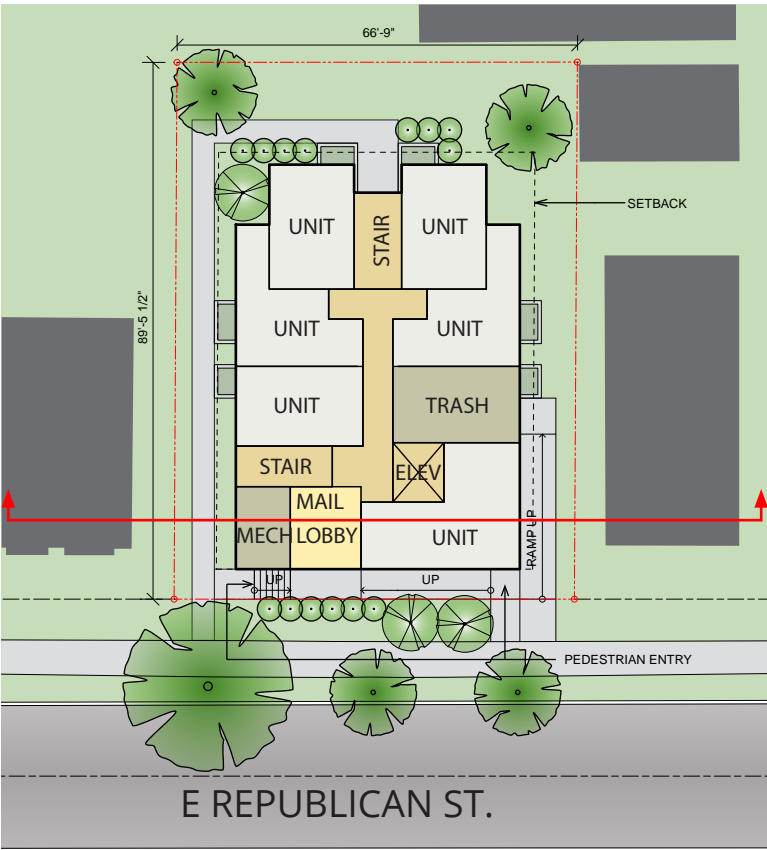 66'-9"
SETBACK
UNIT
STAIR
UNIT
89'-5 1/2"
UNIT
UNIT
UNIT
TRASH
STAIR
ELEV
MAIL
MECH
LOBBY
UNIT
RAMP UP
UP
UP
PEDESTRIAN ENTRY
E REPUBLICAN ST.